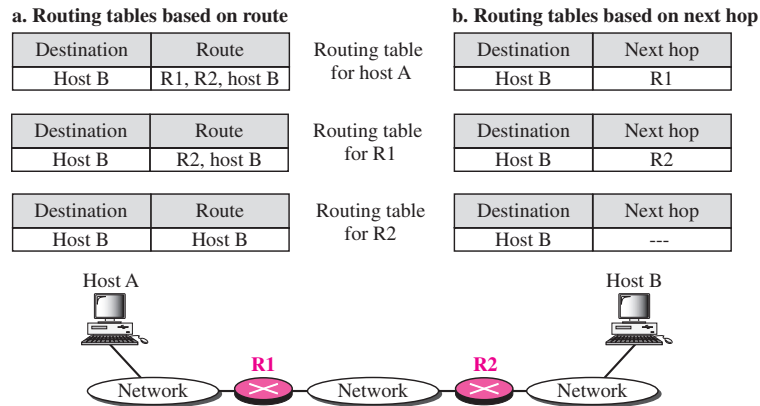 a. Routing tables based on route
b. Routing tables based on next hop
Destination Route
Host B R1, R2, host B
Routing table
for host A
Destination Next hop
Host B R1
Destination Route
Host B R2, host B
Routing table
for R1
Destination Next hop
Host B R2
Destination Route
Host B Host B
Routing table
for R2
Destination Next hop
Host B ---
Host A
Host B
R1
R2
Network
Network
Network